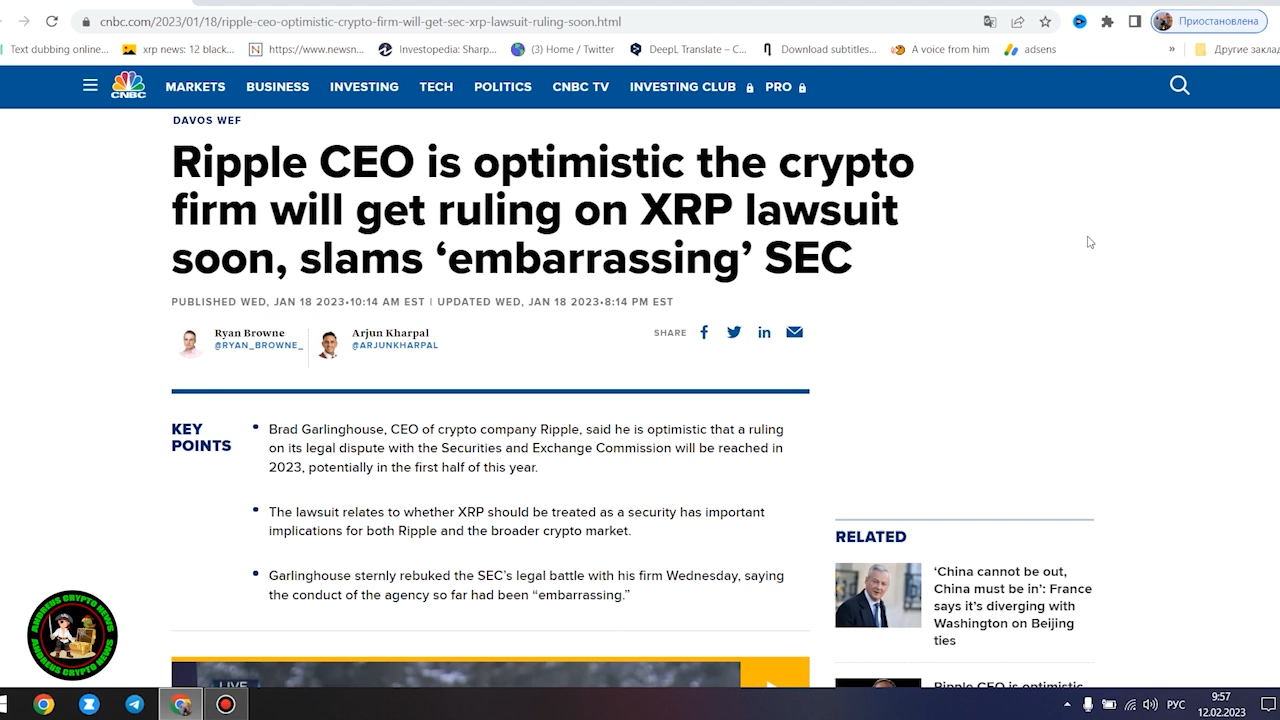 cnbc.com/2023/01/18/ripple-ceo-optimistic-crypto-firm-will-get-sec-xrp-lawsuit-ruling-soon.html
Приостановлена
Text dubbing online...
xrp news: 12 black...
https://www.newsn...
Investopedia: Sharp...
(3) Home / Twitter
DeepL Translate – C...
Download subtitles...
A voice from him
adsens
»
Другие заклад
CNBC
MARKETS
BUSINESS
INVESTING
TECH
POLITICS
CNBC TV
INVESTING CLUB
PRO
DAVOS WEF
Ripple CEO is optimistic the crypto
firm will get ruling on XRP lawsuit
soon, slams ‘embarrassing’ SEC
PUBLISHED WED, JAN 18 2023•10:14 AM EST | UPDATED WED, JAN 18 2023•8:14 PM EST
Ryan Browne
@RYAN_BROWNE_
Arjun Kharpal
@ARJUNKHARPAL
SHARE
KEY
POINTS
• Brad Garlinghouse, CEO of crypto company Ripple, said he is optimistic that a ruling
on its legal dispute with the Securities and Exchange Commission will be reached in
2023, potentially in the first half of this year.
• The lawsuit relates to whether XRP should be treated as a security has important
implications for both Ripple and the broader crypto market.
• Garlinghouse sternly rebuked the SEC’s legal battle with his firm Wednesday, saying
the conduct of the agency so far had been “embarrassing.”
RELATED
‘China cannot be out,
China must be in’: France
says it’s diverging with
Washington on Beijing
ties
Ripple CEO is optimistic
LIVE
ANDREUS CRYPTO NEWS
ANDREUS CRYPTO NEWS
РУС
9:57
12.02.2023